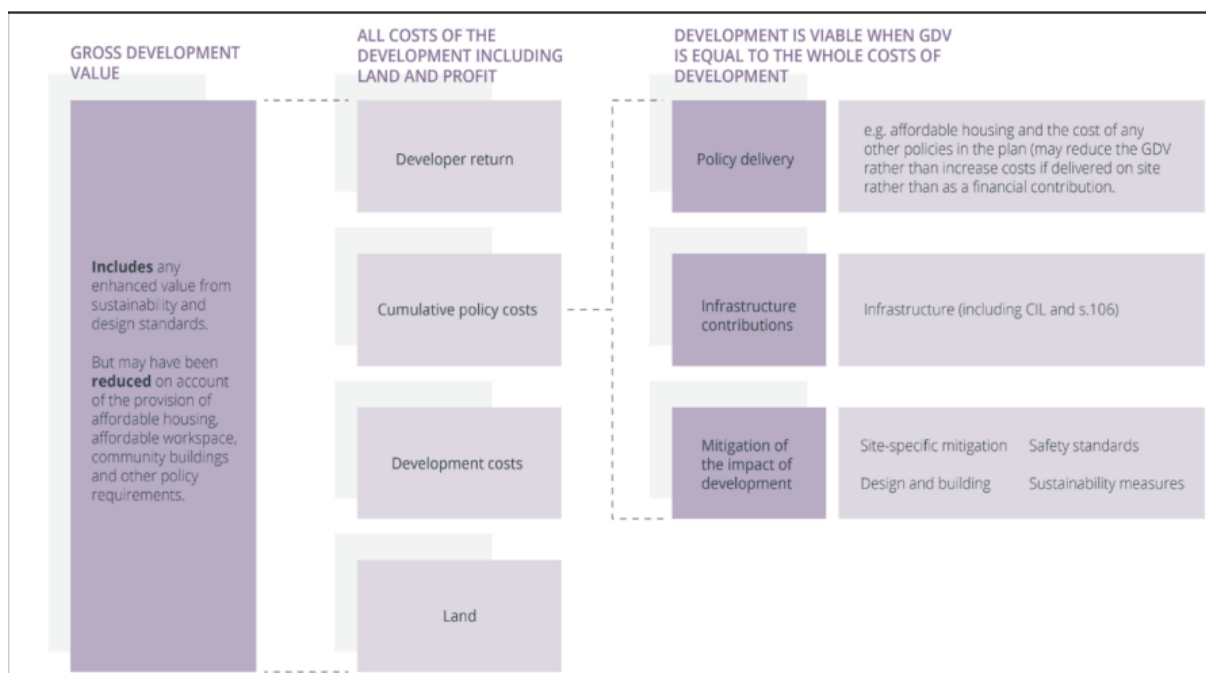 GROSS DEVELOPMENT
VALUE
Includes any
enhanced value from
sustainability and
design standards.
But may have been
reduced on account
of the provision of
affordable housing,
affordable workspace,
community buildings
and other policy
requirements.
ALL COSTS OF THE
DEVELOPMENT INCLUDING
LAND AND PROFIT
Developer return
Cumulative policy costs
Development costs
Land
DEVELOPMENT IS VIABLE WHEN GDV
IS EQUAL TO THE WHOLE COSTS OF
DEVELOPMENT
Policy delivery
e.g. affordable housing and the cost of any
other policies in the plan (may reduce the GDV
rather than increase costs if delivered on site
rather than as a financial contribution.
Infrastructure
contributions
Infrastructure (including CIL and s.106)
Mitigation of
the impact of
development
Site-specific mitigation
Safety standards
Design and building
Sustainability measures